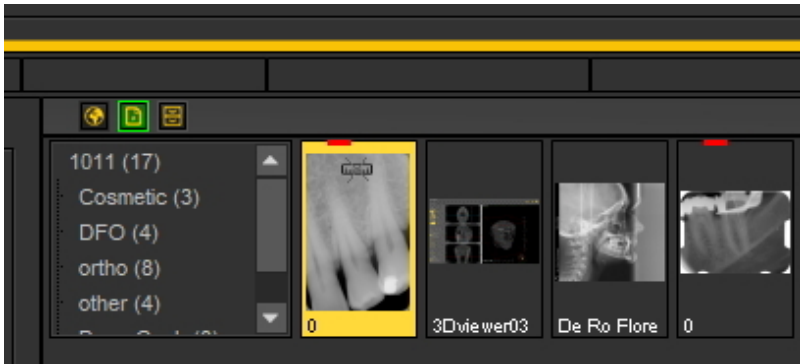 1011 (17)
Cosmetic (3)
DFO (4)
ortho (8)
other (4)
0
3Dviewer03
De Ro Flore
0